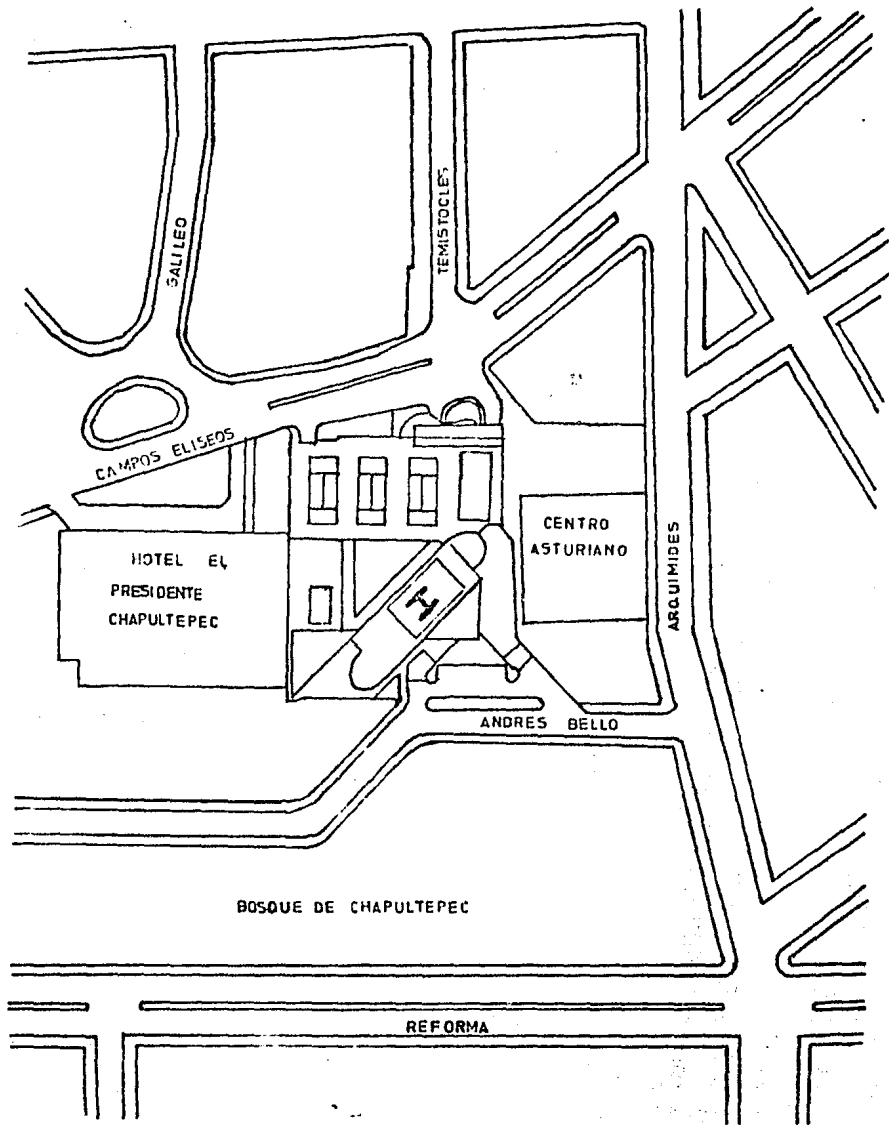 GALILEO
TEMISTOCLES
CAMPOS ELISEOS
HOTEL EL
PRESIDENTE
CHAPULTEPEC
CENTRO
ASTURIANO
ARQUIMIDES
H
ANDRES BELLO
BOSQUE DE CHAPULTEPEC
REFORMA